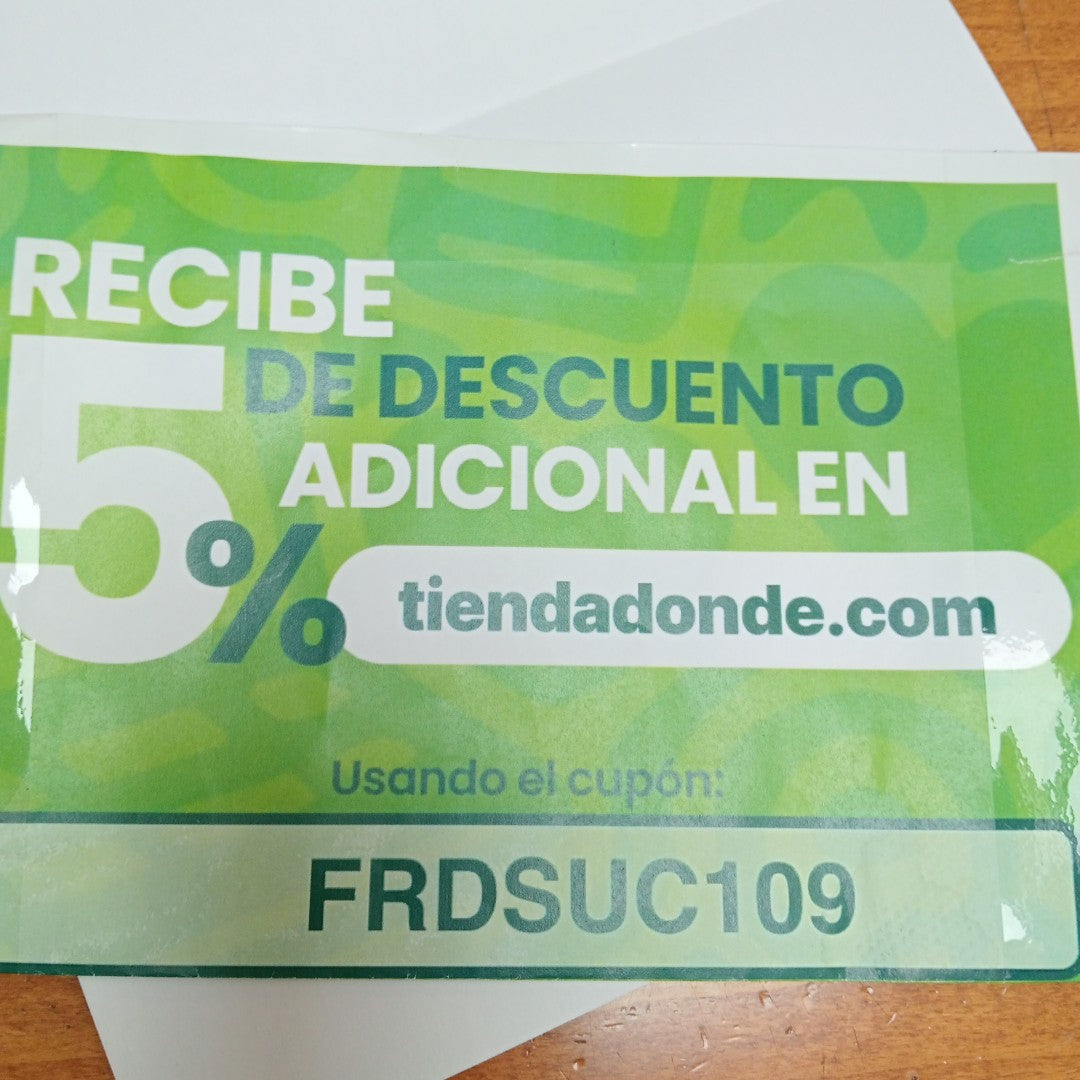 RECIBE
5%
DE DESCUENTO
ADICIONAL EN
tiendadonde.com
Usando el cupón:
FRDSUC109